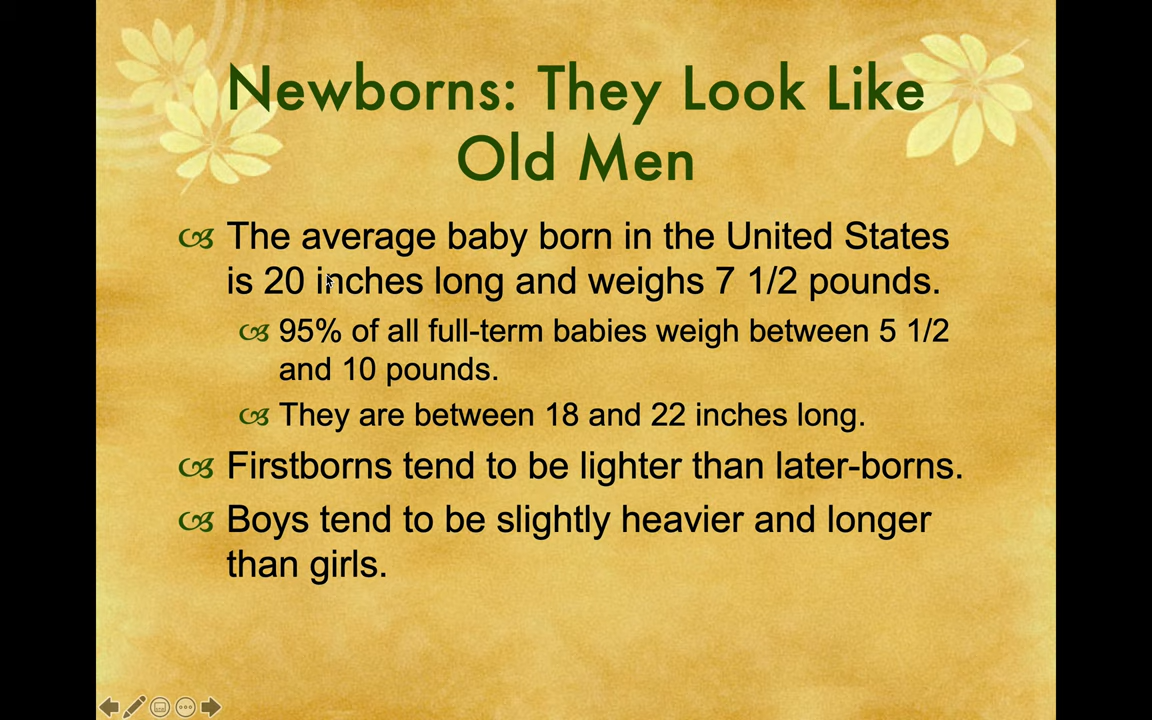 Newborns: They Look Like
Old Men
The average baby born in the United States
is 20 inches long and weighs 7 1/2 pounds.
95% of all full-term babies weigh between 5 1/2
and 10 pounds.
They are between 18 and 22 inches long.
Firstborns tend to be lighter than later-borns.
Boys tend to be slightly heavier and longer
than girls.